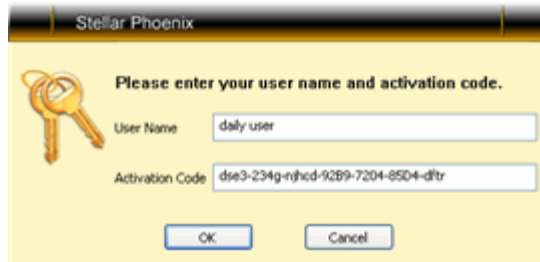 Stellar Phoenix
Please enter your user name and activation code.
User Name daily user
Activation Code dse3-234g-njhcd-92B9-7204-85D4-dftr
OK Cancel